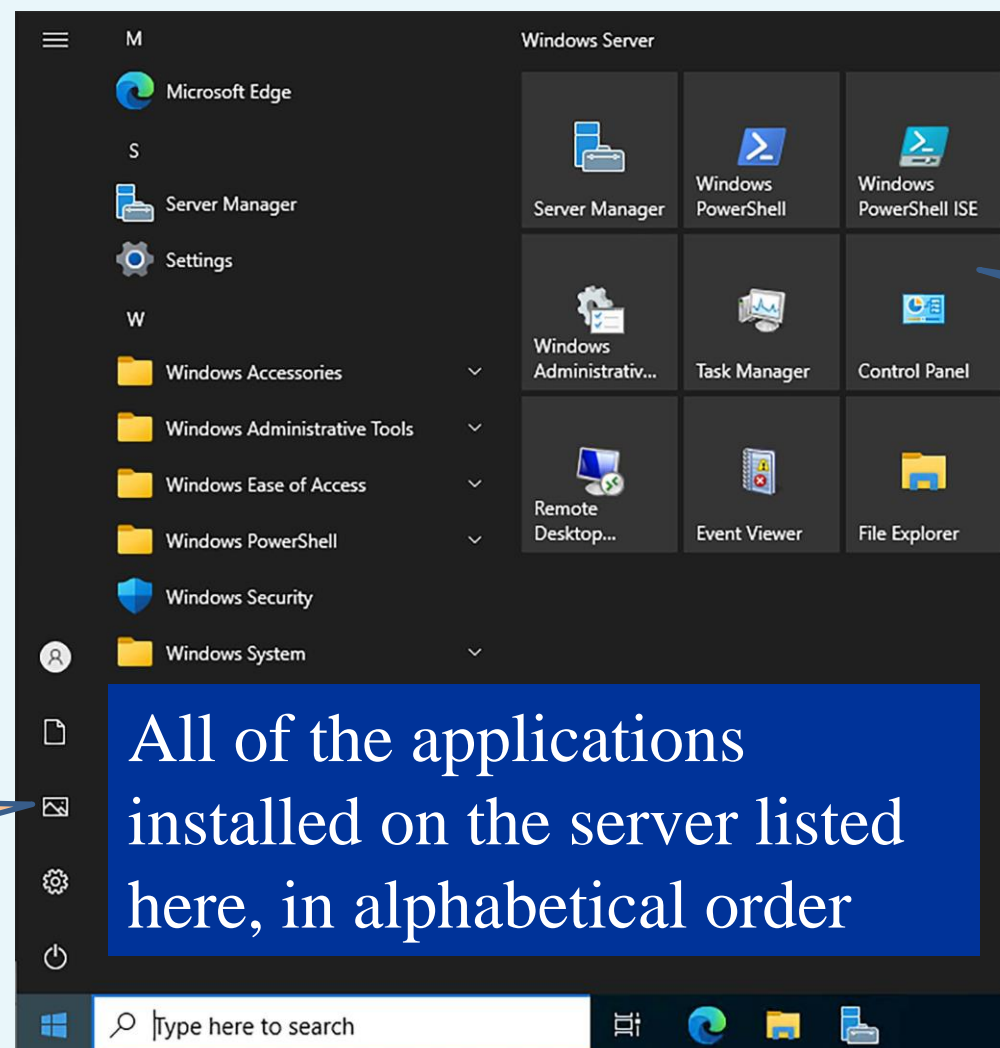 M
Microsoft Edge
S
Server Manager
Settings
W
Windows Accessories
Windows Administrative Tools
Windows Ease of Access
Windows PowerShell
Windows Security
Windows System
Windows Server
Server Manager
Windows
PowerShell
Windows
PowerShell ISE
Windows
Administrativ...
Task Manager
Control Panel
Remote
Desktop...
Event Viewer
File Explorer
All of the applications
installed on the server listed
here, in alphabetical order
Type here to search